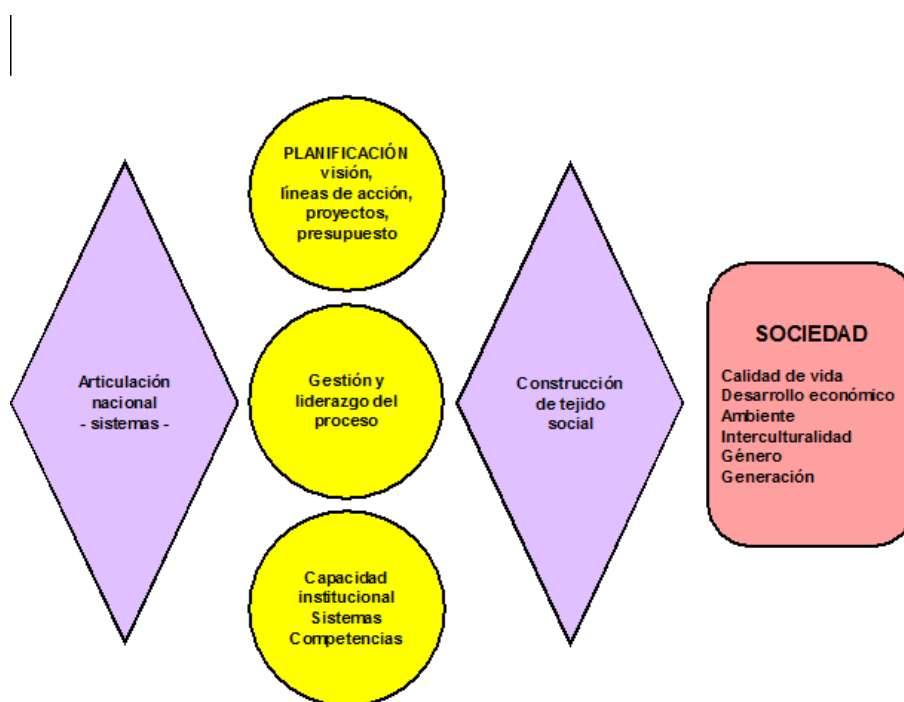 PLANIFICACIÓN
visión,
líneas de acción,
proyectos,
presupuesto
Articulación
nacional
- sistemas -
Gestión y
liderazgo del
proceso
Construcción
de tejido
social
SOCIEDAD
Calidad de vida
Desarrollo económico
Ambiente
Interculturalidad
Género
Generación
Capacidad
institucional
Sistemas
Competencias